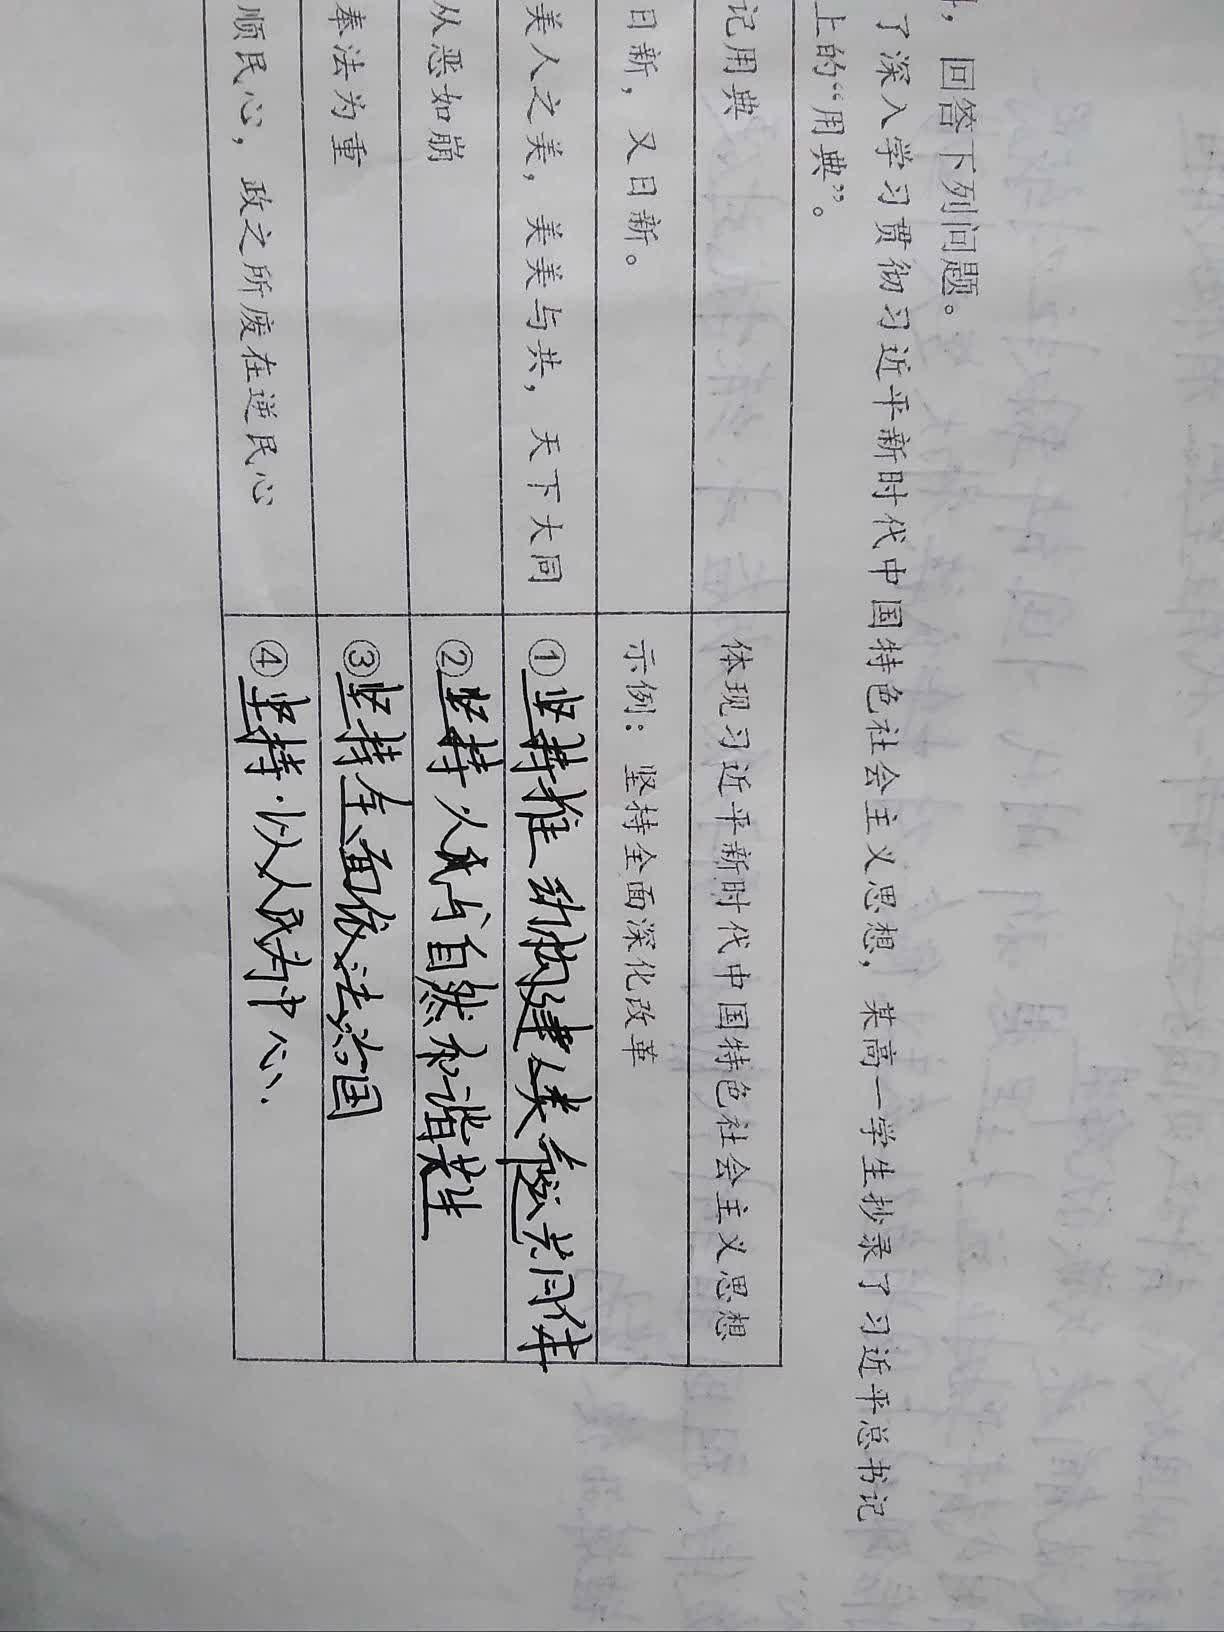 ，回答下列问题。
了深入学习贯彻习近平新时代中国特色社会主义思想，某高一学生抄录了习近平总书记
上的“用典”。
记用典
体现习近平新时代中国特色社会主义思想
日新，又日新。
示例：坚持全面深化改革
美人之美，美美与共，天下大同
①坚持推动构建人类命运共同体
从恶如崩
②坚持人与自然和谐共生
奉法为重
③坚持全面依法治国
顺民心，政之所废在逆民心
④坚持以人民为中心.